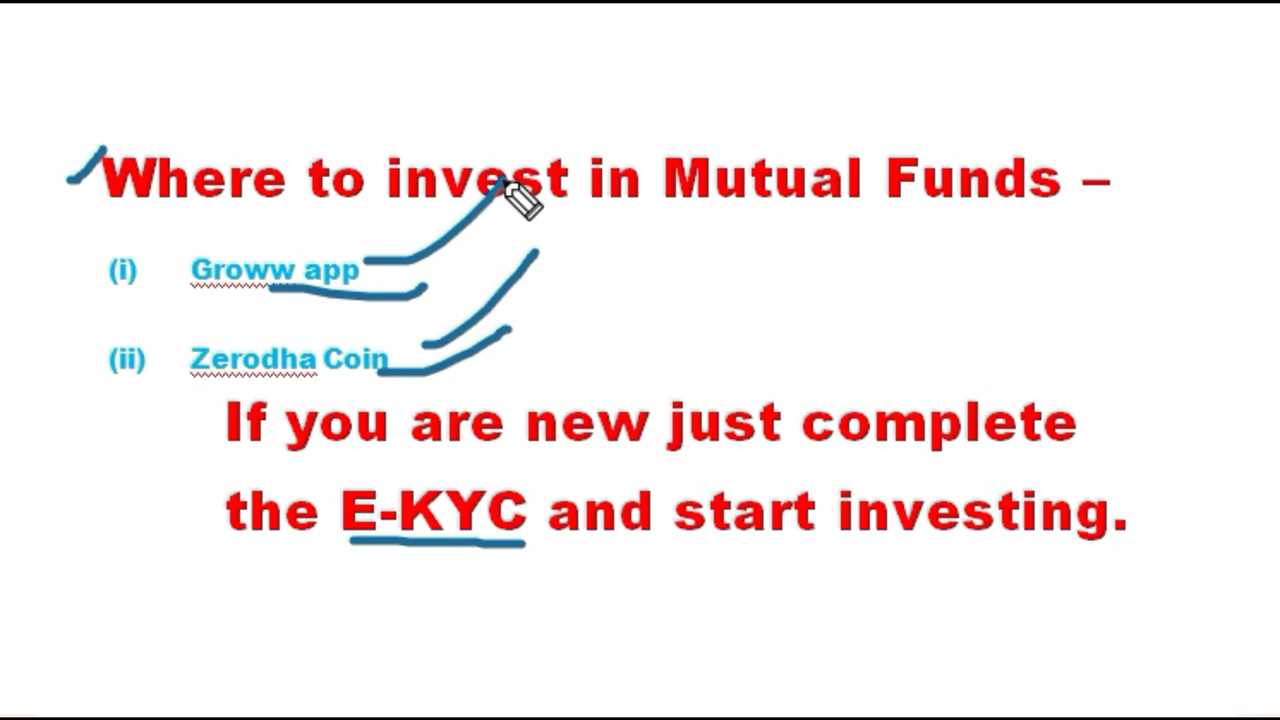 Where to invest in Mutual Funds –
(i) Groww app
(ii) Zerodha Coin
If you are new just complete
the E-KYC and start investing.